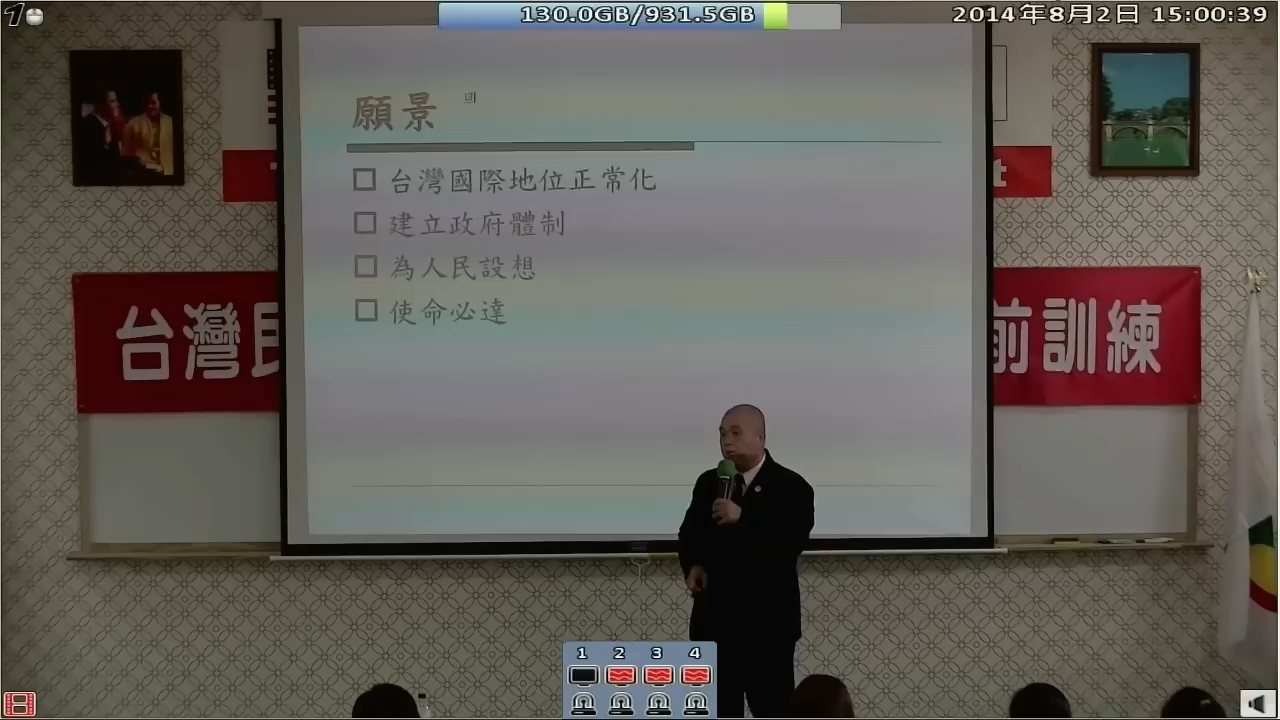 130.0GB/931.5GB
2014年8月2日 15:00:39
願景
台灣國際地位正常化
建立政府體制
為人民設想
使命必達
t
台灣民
前訓練
1 2 3 4